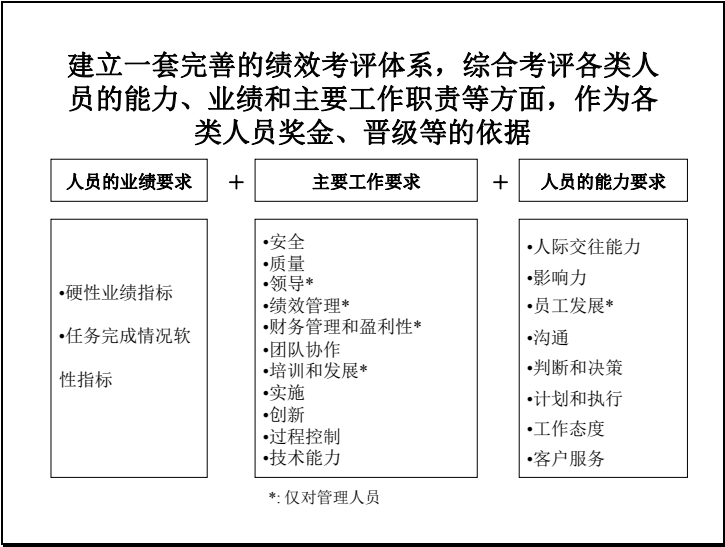 建立一套完善的绩效考评体系，综合考评各类人
员的能力、业绩和主要工作职责等方面，作为各
类人员奖金、晋级等的依据
人员的业绩要求 + 主要工作要求 + 人员的能力要求
•硬性业绩指标
•任务完成情况软
性指标
•安全
•质量
•领导*
•绩效管理*
•财务管理和盈利性*
•团队协作
•培训和发展*
•实施
•创新
•过程控制
•技术能力
•人际交往能力
•影响力
•员工发展*
•沟通
•判断和决策
•计划和执行
•工作态度
•客户服务
*: 仅对管理人员